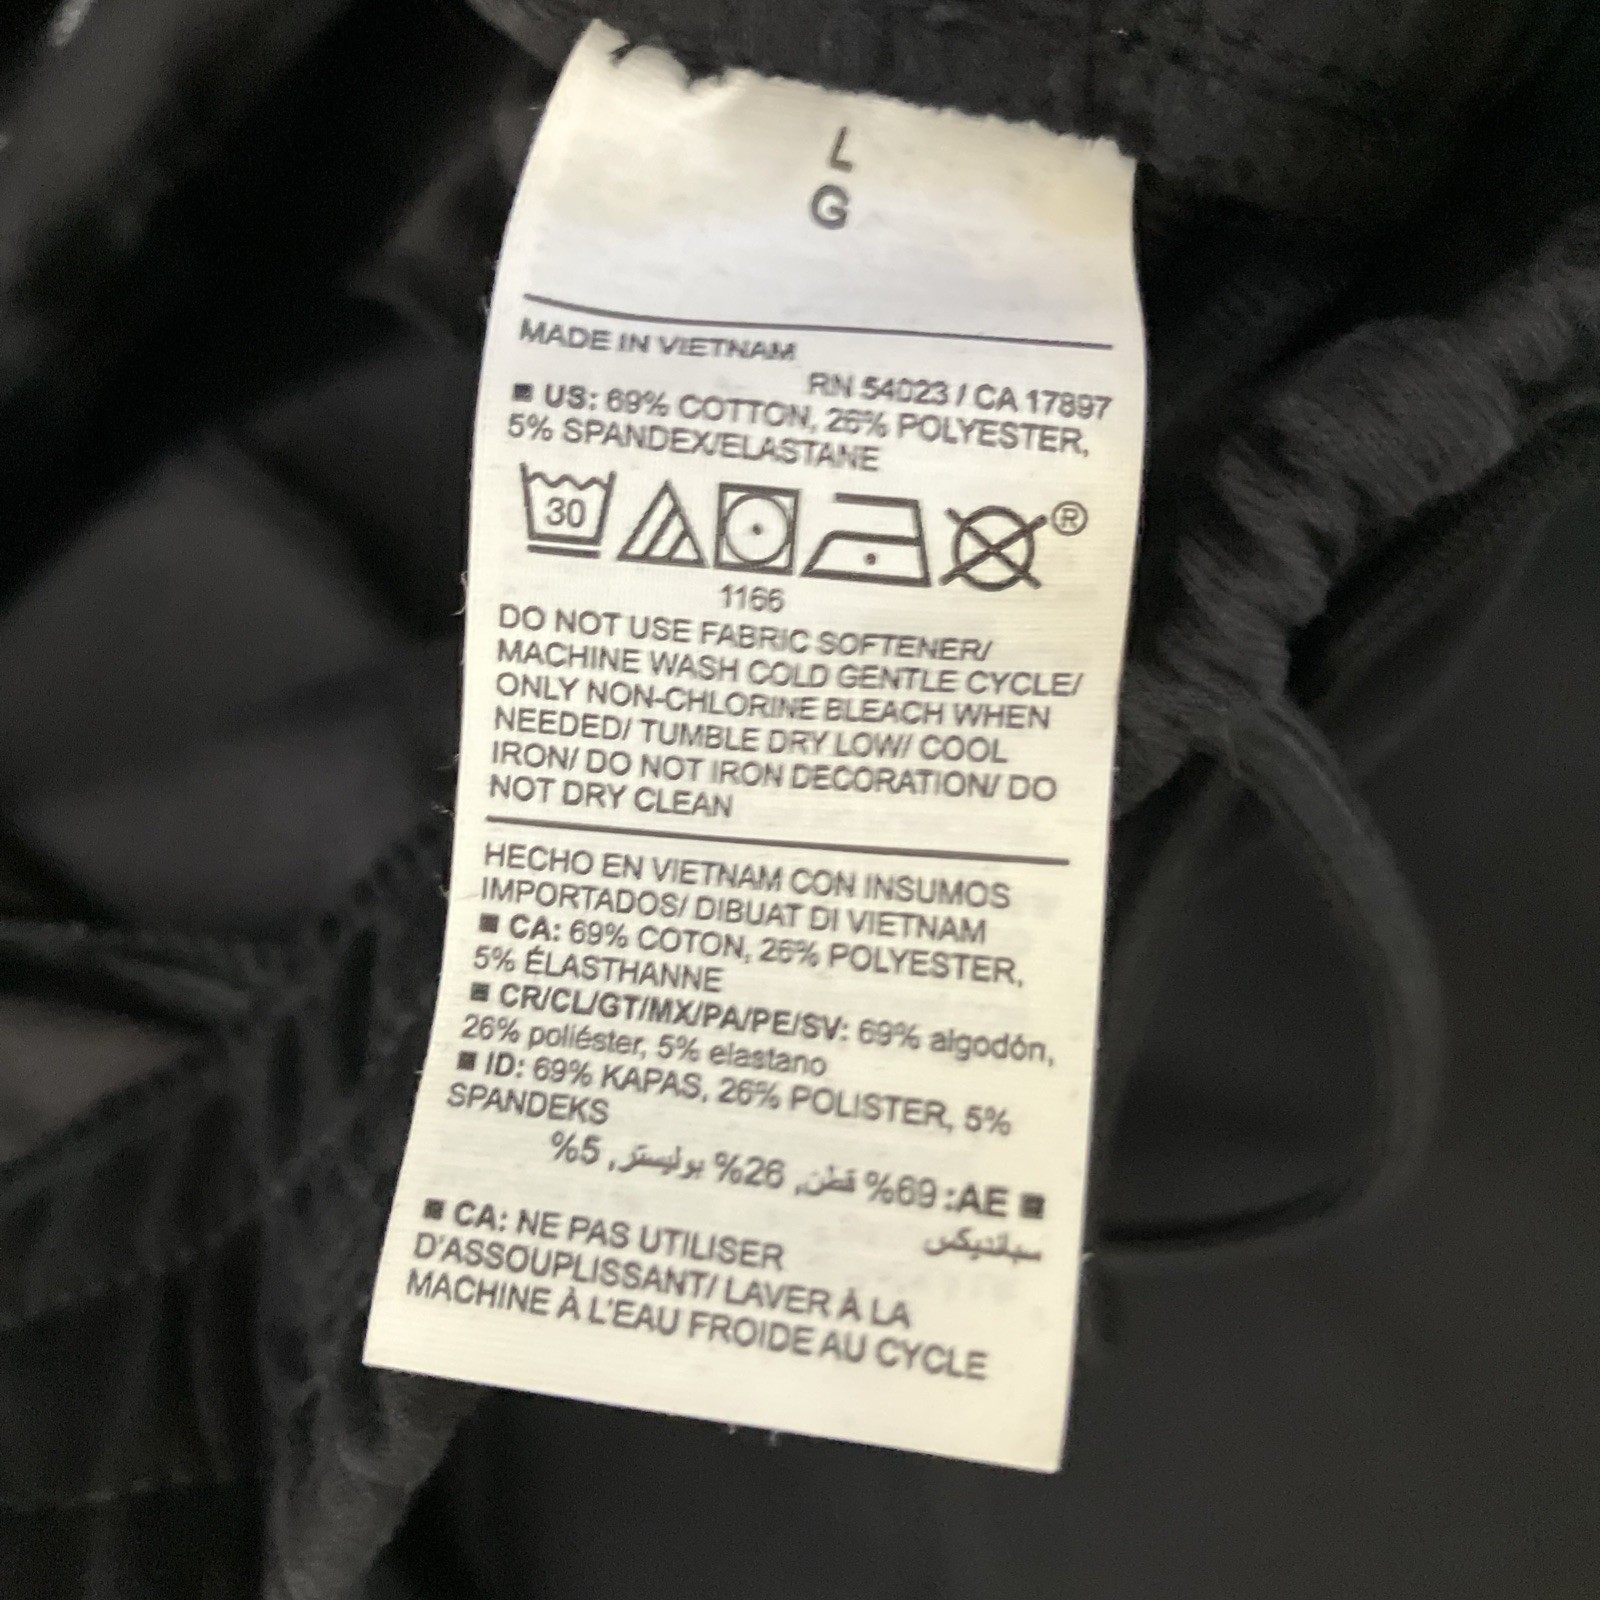 L
G
MADE IN VIETNAM
RN 54023 / CA 17897
■ US: 69% COTTON, 26% POLYESTER,
5% SPANDEX/ELASTANE
30
®
1166
DO NOT USE FABRIC SOFTENER/
MACHINE WASH COLD GENTLE CYCLE/
ONLY NON-CHLORINE BLEACH WHEN
NEEDED/ TUMBLE DRY LOW/ COOL
IRON/ DO NOT IRON DECORATION/ DO
NOT DRY CLEAN
HECHO EN VIETNAM CON INSUMOS
IMPORTADOS/ DIBUAT DI VIETNAM
■ CA: 69% COTON, 26% POLYESTER,
5% ÉLASTHANNE
■ CR/CL/GT/MX/PA/PE/SV: 69% algodón,
26% poliéster, 5% elastano
■ ID: 69% KAPAS, 26% POLISTER, 5%
SPANDEKS
■ AE: 69% قطن, 26% بوليستر, 5%
سباندیکس
■ CA: NE PAS UTILISER
D'ASSOUPLISSANT/ LAVER À LA
MACHINE À L'EAU FROIDE AU CYCLE